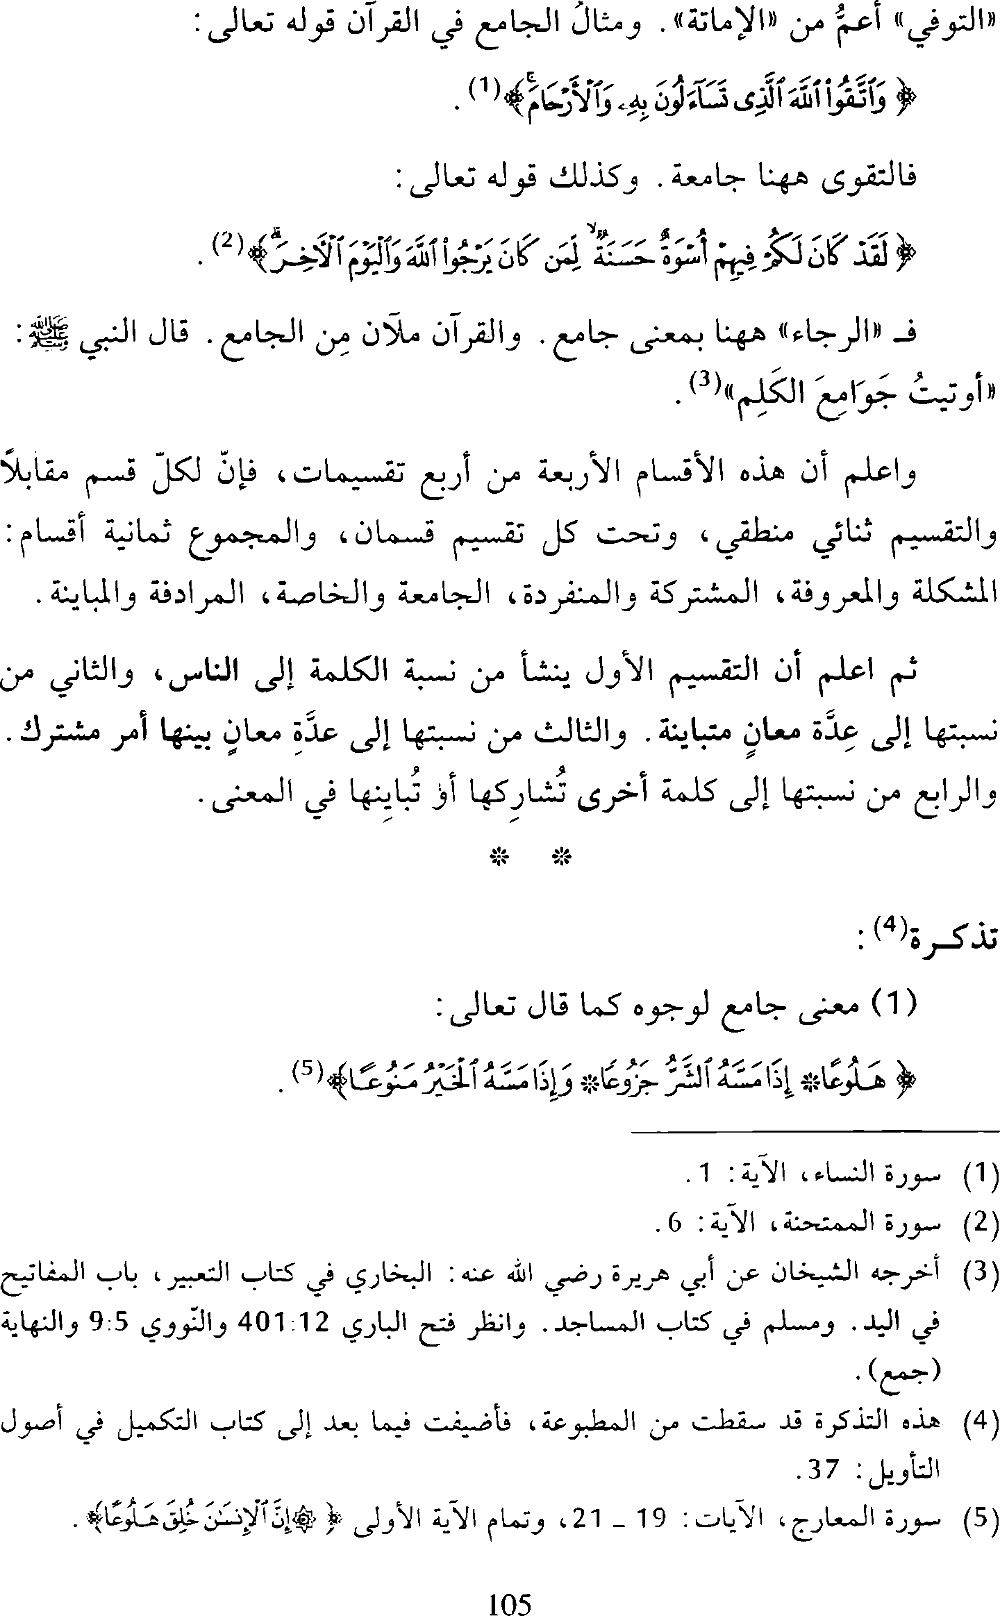 «التوفي» أعمُّ من «الإماتة». ومثالُ الجامع في القرآن قوله تعالى:
﴿ وَٱتَّقُوا۟ ٱللَّهَ ٱلَّذِى تَسَآءَلُونَ بِهِۦ وَٱلْأَرْحَامَ ۚ﴾(1).
فالتقوى ههنا جامعة. وكذلك قوله تعالى:
﴿ لَقَدْ كَانَ لَكُمْ فِيهِمْ أُسْوَةٌ حَسَنَةٌ لِّمَن كَانَ يَرْجُوا۟ ٱللَّهَ وَٱلْيَوْمَ ٱلْـَٔاخِرَ ۚ﴾(2).
فـ «الرجاء» ههنا بمعنى جامع. والقرآن ملآن مِن الجامع. قال النبي ﷺ:
«أوتيتُ جَوَامِعَ الكَلِم»(3).
واعلم أن هذه الأقسام الأربعة من أربع تقسيمات، فإنّ لكلّ قسم مقابلاً
والتقسيم ثنائي منطقي، وتحت كل تقسيم قسمان، والمجموع ثمانية أقسام:
المشكلة والمعروفة، المشتركة والمنفردة، الجامعة والخاصة، المرادفة والمباينة.
ثم اعلم أن التقسيم الأول ينشأ من نسبة الكلمة إلى الناس، والثاني من
نسبتها إلى عِدَّة معانٍ متباينة. والثالث من نسبتها إلى عدَّةِ معانٍ بينها أمر مشترك.
والرابع من نسبتها إلى كلمة أخرى تُشارِكها أو تُباينها في المعنى.
* *
تذكـرة(4):
(1) معنى جامع لوجوه كما قال تعالى:
﴿ هَلُوعًا* إِذَا مَسَّهُ ٱلشَّرُّ جَزُوعًا* وَإِذَا مَسَّهُ ٱلْخَيْرُ مَنُوعًا﴾(5).
(1) سورة النساء، الآية: 1.
(2) سورة الممتحنة، الآية: 6.
(3) أخرجه الشيخان عن أبي هريرة رضي الله عنه: البخاري في كتاب التعبير، باب المفاتيح
في اليد. ومسلم في كتاب المساجد. وانظر فتح الباري 401:12 والنّووي 9:5 والنهاية
(جمع).
(4) هذه التذكرة قد سقطت من المطبوعة، فأضيفت فيما بعد إلى كتاب التكميل في أصول
التأويل: 37.
(5) سورة المعارج، الآيات: 19 ـ 21، وتمام الآية الأولى ﴿ ۞ إِنَّ ٱلْإِنسَٰنَ خُلِقَ هَلُوعًا﴾.
105